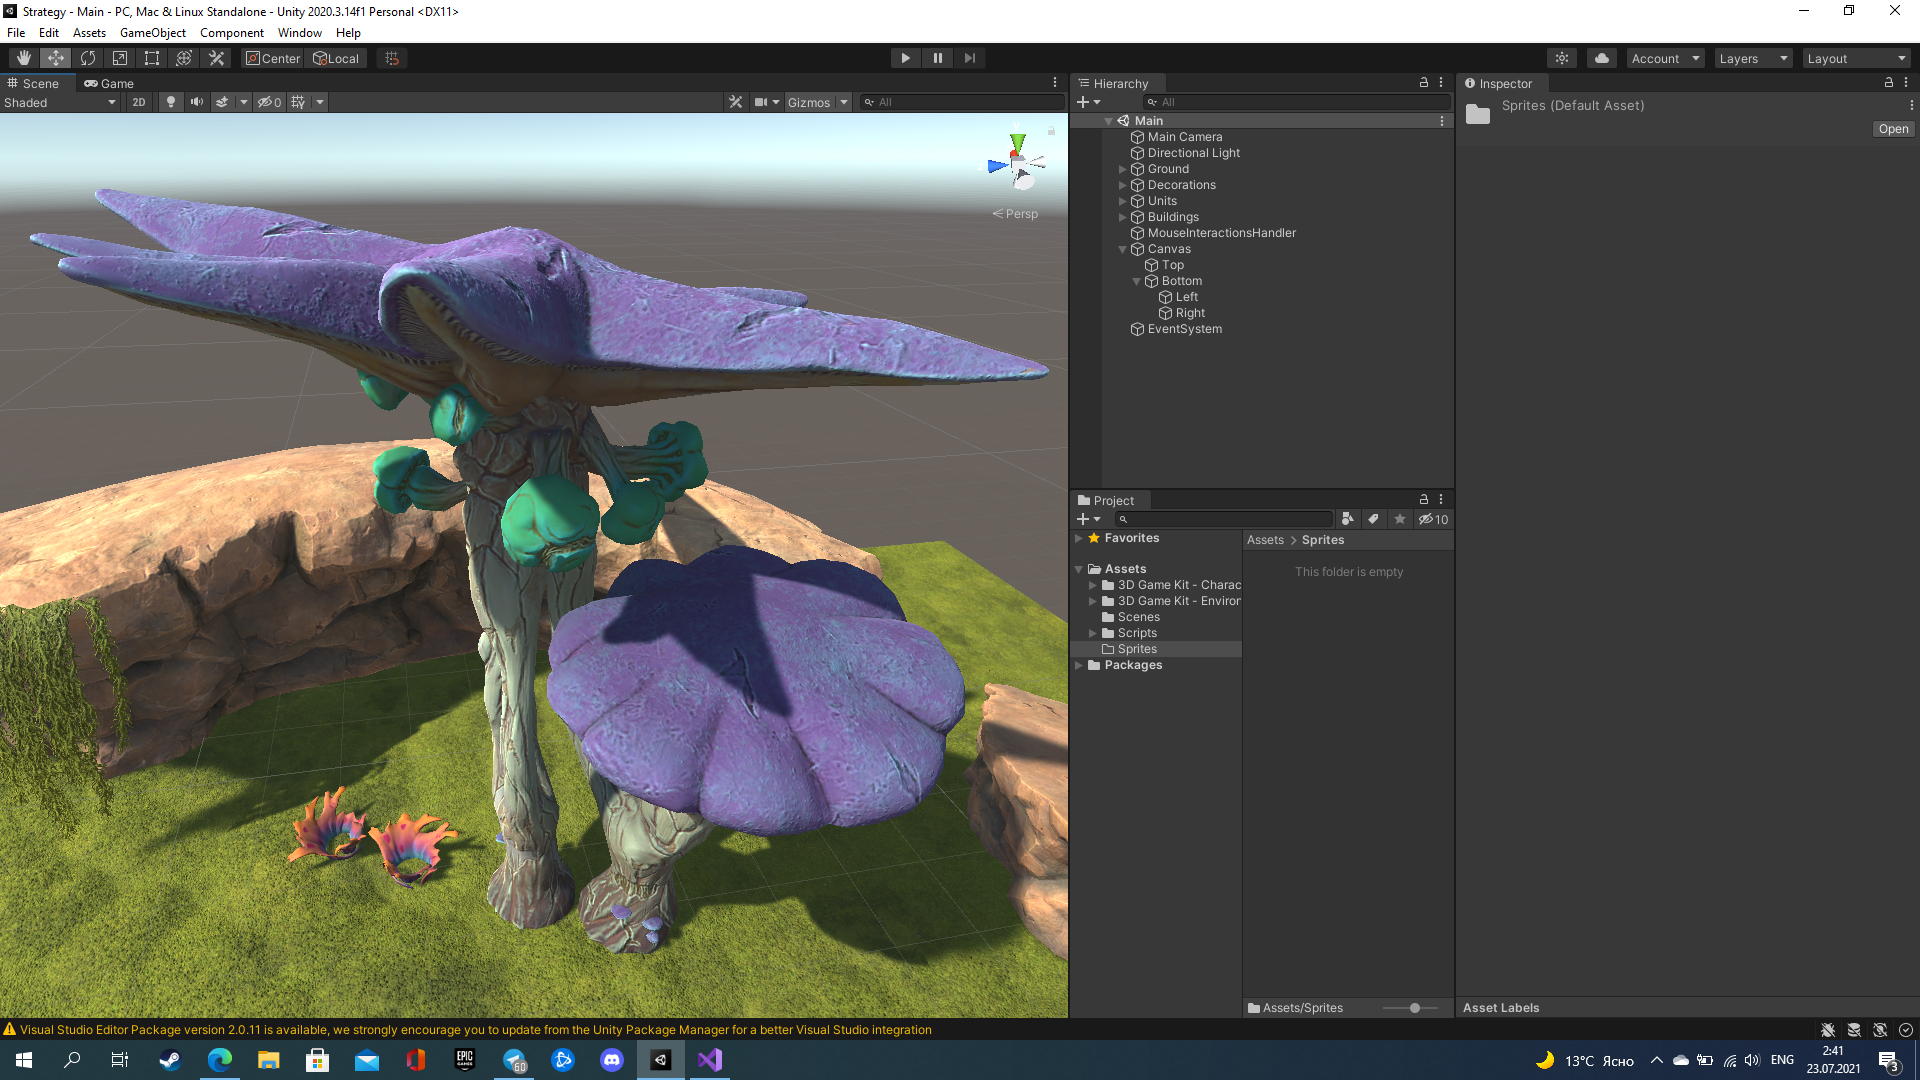 Strategy - Main - PC, Mac & Linux Standalone - Unity 2020.3.14f1 Personal <DX11>
File Edit Assets GameObject Component Window Help
Center Local
Account Layers Layout
Scene Game
Shaded 2D 0 Gizmos All
Persp
Hierarchy
All
Main
Main Camera
Directional Light
Ground
Decorations
Units
Buildings
MouseInteractionsHandler
Canvas
Top
Bottom
Left
Right
EventSystem
Project
10
Favorites
Assets
3D Game Kit - Charac
3D Game Kit - Environ
Scenes
Scripts
Sprites
Packages
Assets > Sprites
This folder is empty
Assets/Sprites
Inspector
Sprites (Default Asset)
Open
Asset Labels
Visual Studio Editor Package version 2.0.11 is available, we strongly encourage you to update from the Unity Package Manager for a better Visual Studio integration
EPIC GAMES
60
13°C Ясно
ENG
2:41
23.07.2021
3